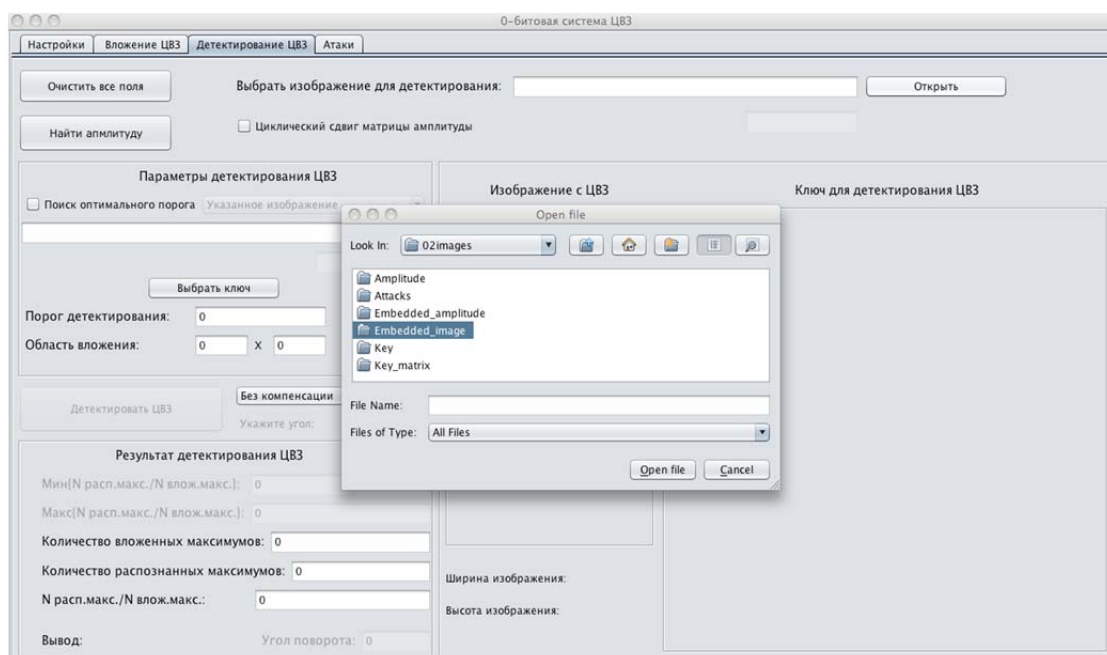 0-битовая система ЦВЗ
Настройки Вложение ЦВЗ Детектирование ЦВЗ Атаки
Очистить все поля Выбрать изображение для детектирования: Открыть
Найти апмлитуду Циклический сдвиг матрицы амплитуды
Параметры детектирования ЦВЗ
Поиск оптимального порога Указанное изображение
Выбрать ключ
Порог детектирования: 0
Область вложения: 0 X 0
Детектировать ЦВЗ Без компенсации
Укажите угол:
Результат детектирования ЦВЗ
Мин(N расп.макс./N влож.макс.): 0
Макс(N расп.макс./N влож.макс.): 0
Количество вложенных максимумов: 0
Количество распознанных максимумов: 0
N расп.макс./N влож.макс.: 0
Вывод: Угол поворота: 0
Изображение с ЦВЗ
Ключ для детектирования ЦВЗ
Open file
Look In: 02images
Amplitude
Attacks
Embedded_amplitude
Embedded_image
Key
Key_matrix
File Name:
Files of Type: All Files
Open file Cancel
Ширина изображения:
Высота изображения: